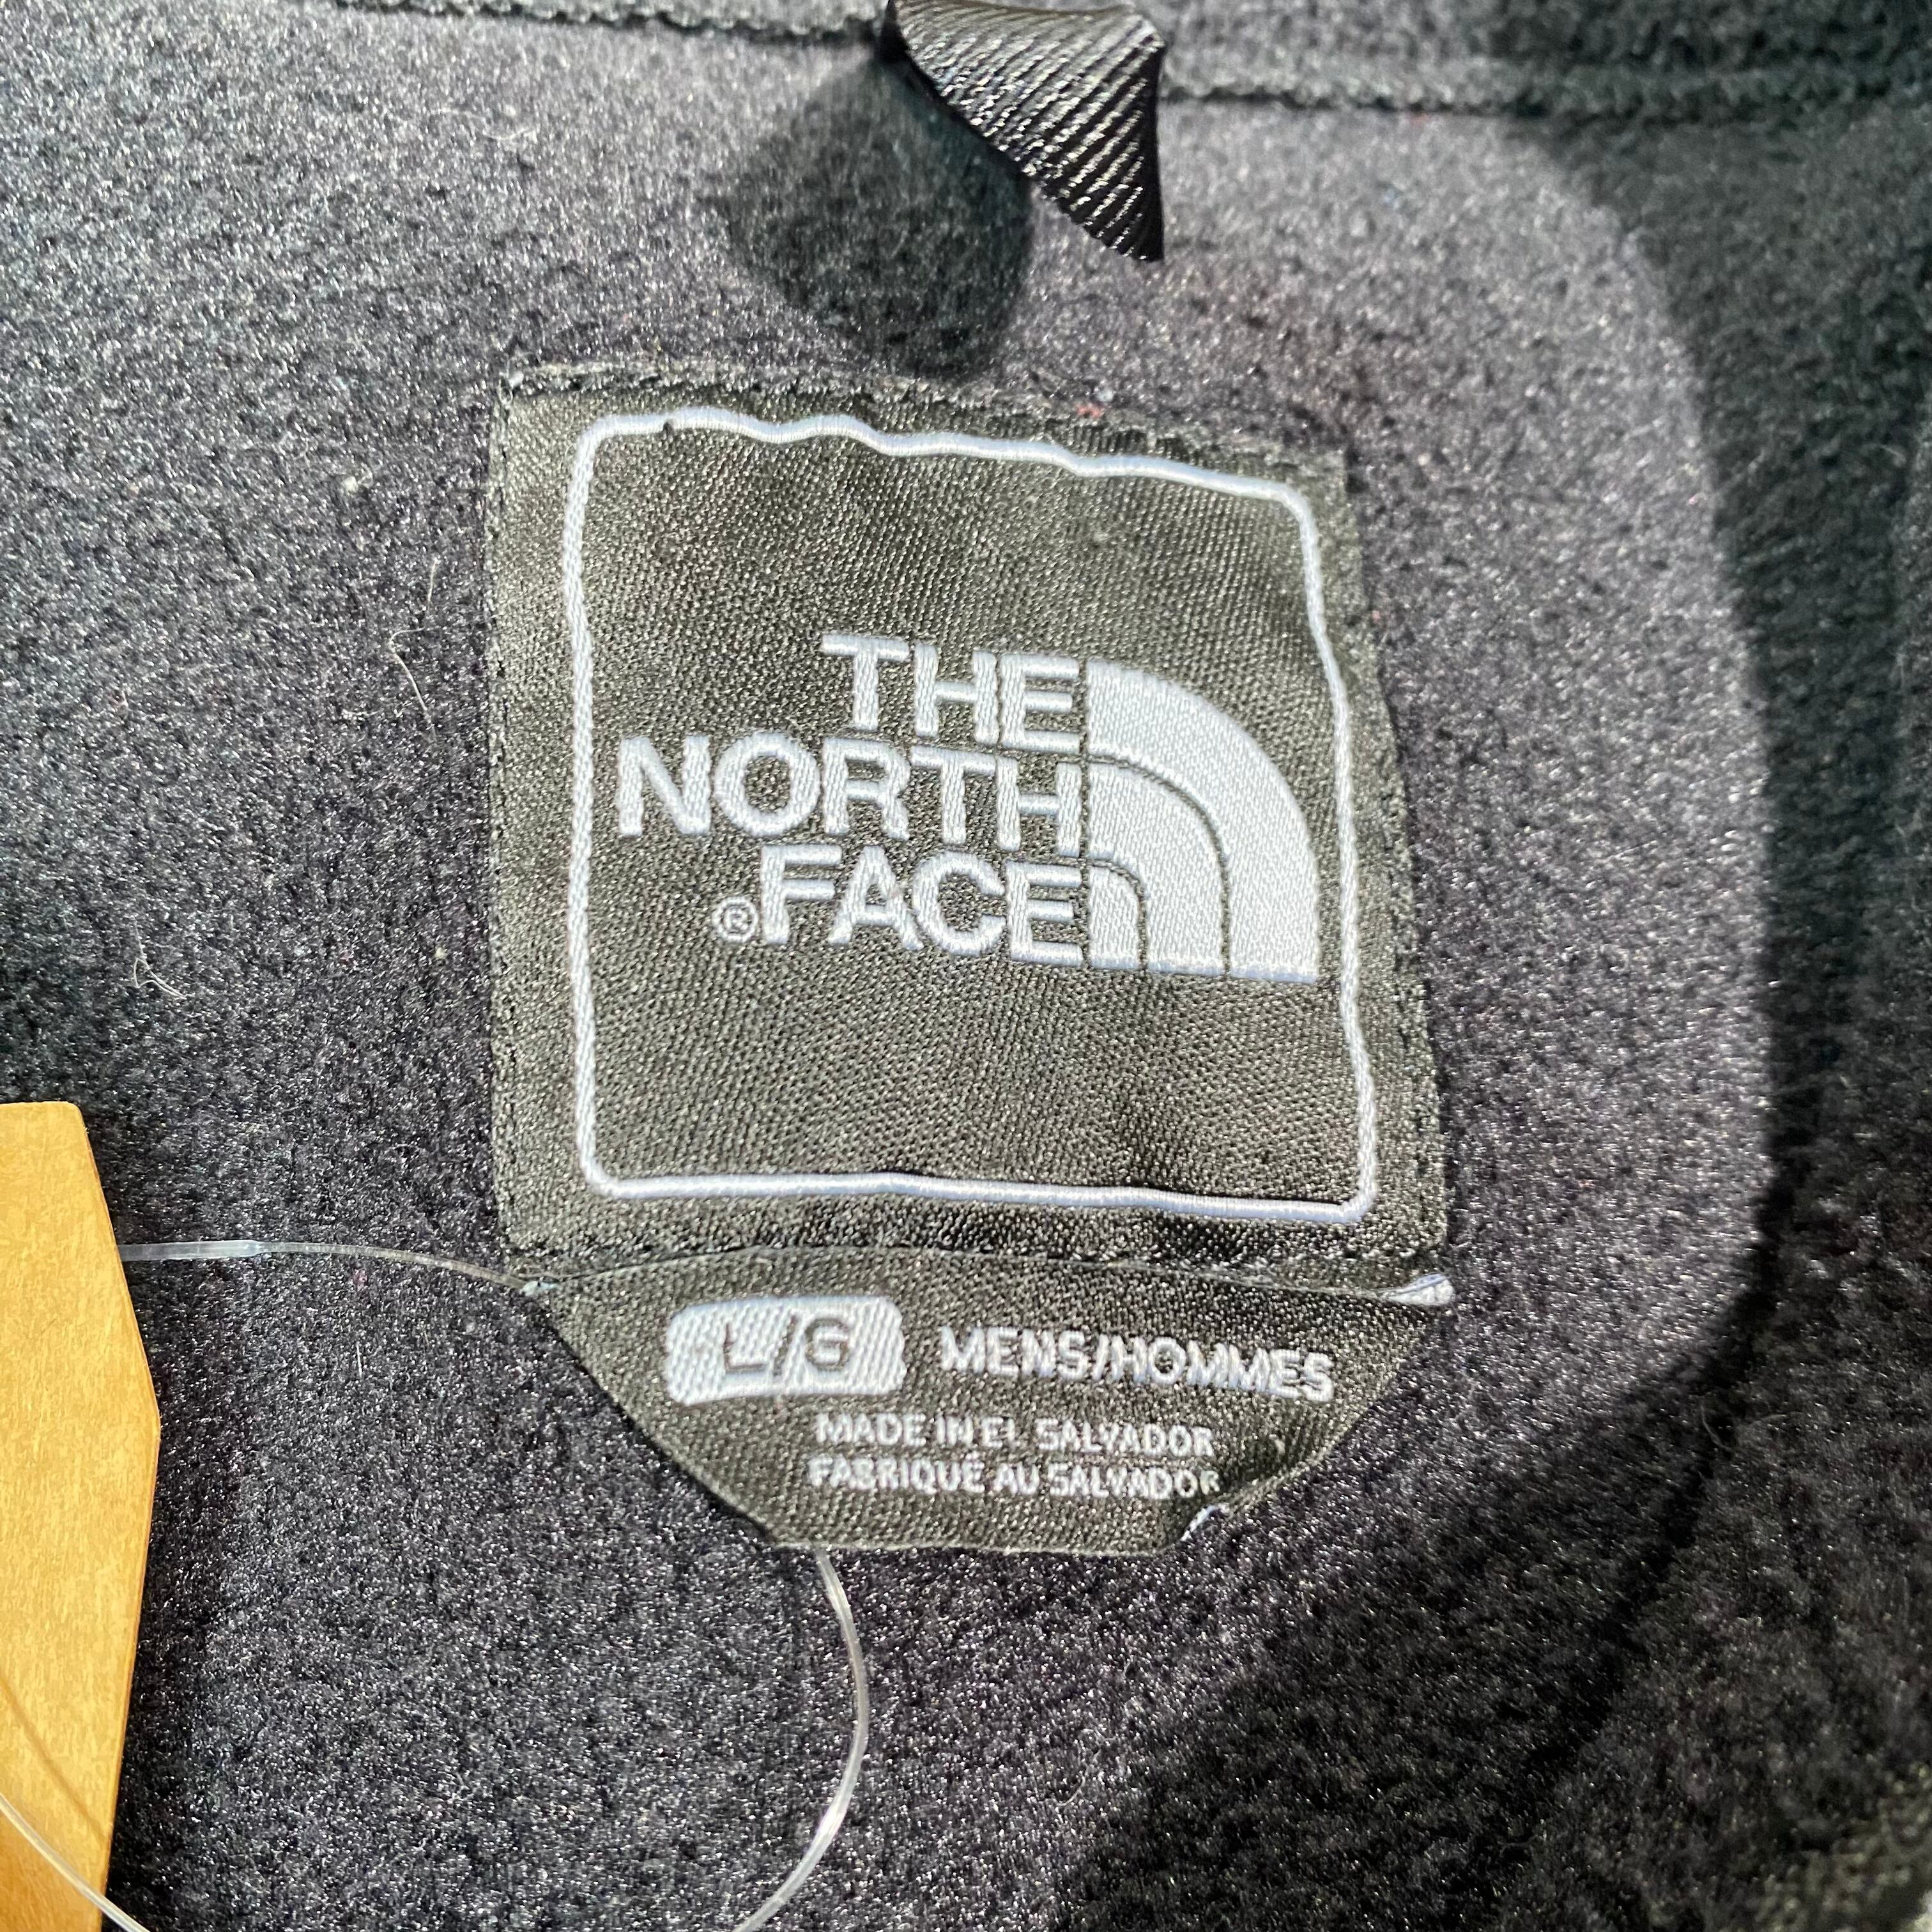 THE
NORTH
® FACE
L/G MENS/HOMMES
MADE IN EL SALVADOR
FABRIQUÉ AU SALVADOR